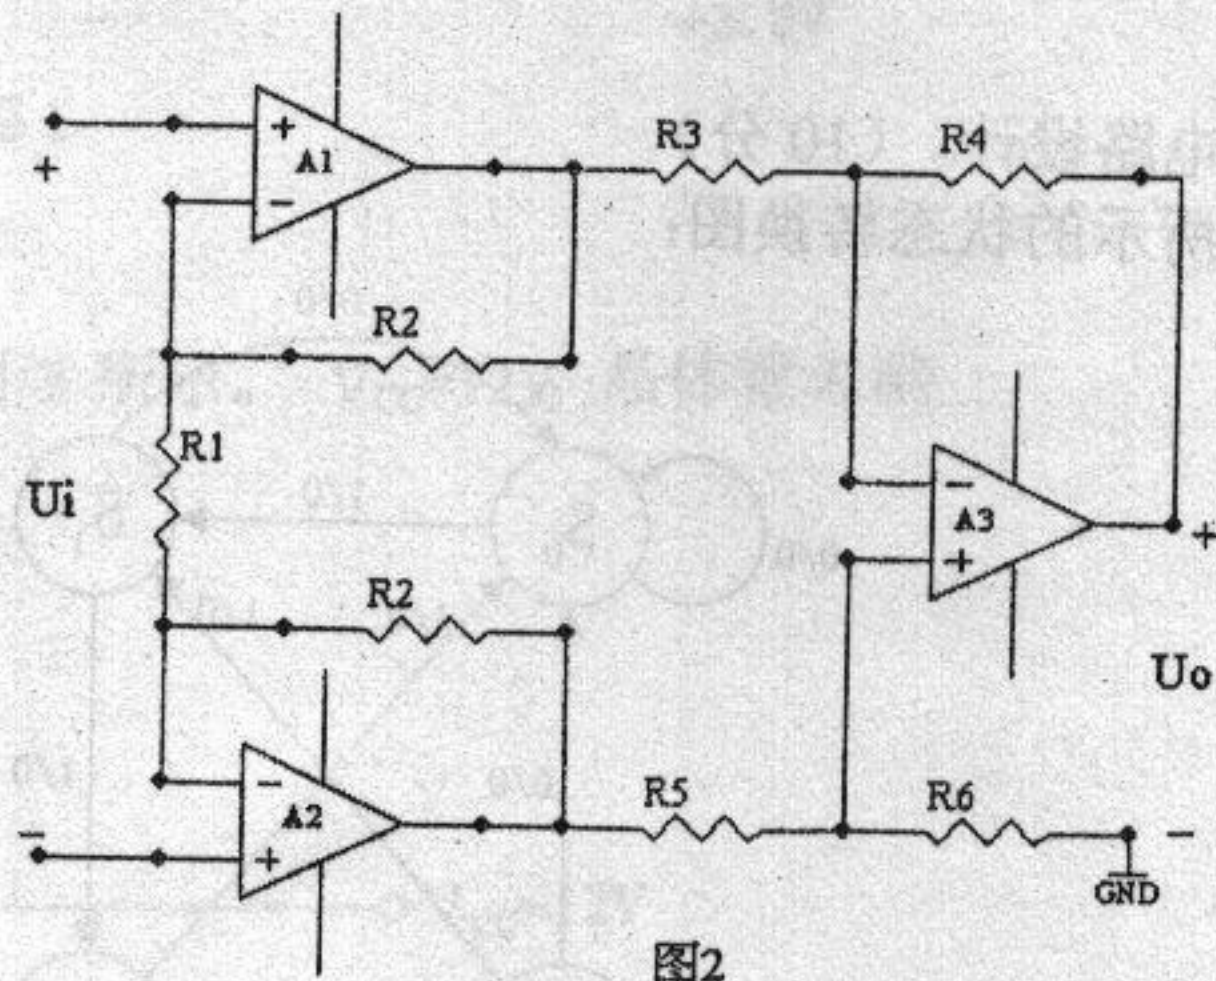 +
A1
-
+
R2
R3
R4
R1
Ui
R2
-
A3
+
+
Uo
-
A2
+
-
R5
R6
-
GND
图2